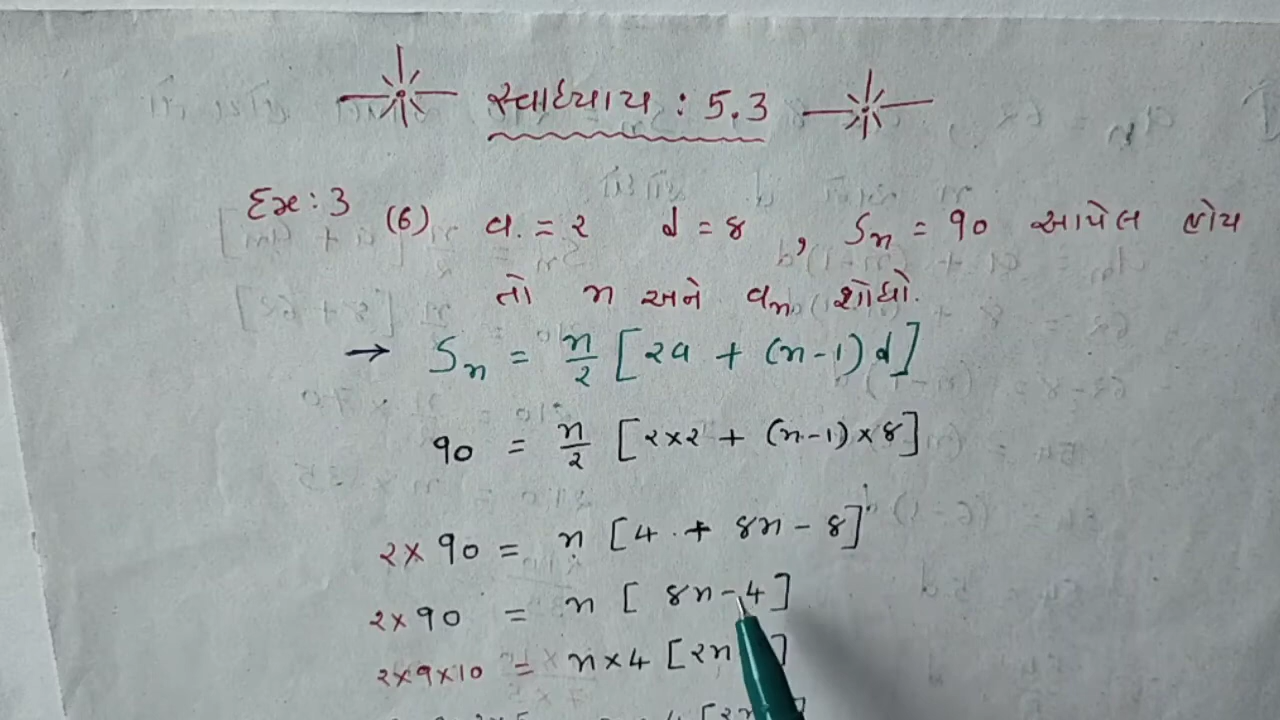 સ્વાધ્યાય : 5.3
Ex : 3 (6) a = 2 d = 8 , Sn = 90 આપેલ હોય
તો n અને an શોધો.
→ Sn = n/2 [2a + (n-1) d]
90 = n/2 [2×2 + (n-1) × 8]
2× 90 = n [4 + 8n - 8]
2× 90 = n [ 8n - 4]
2×9×10 = n×4 [2n ]